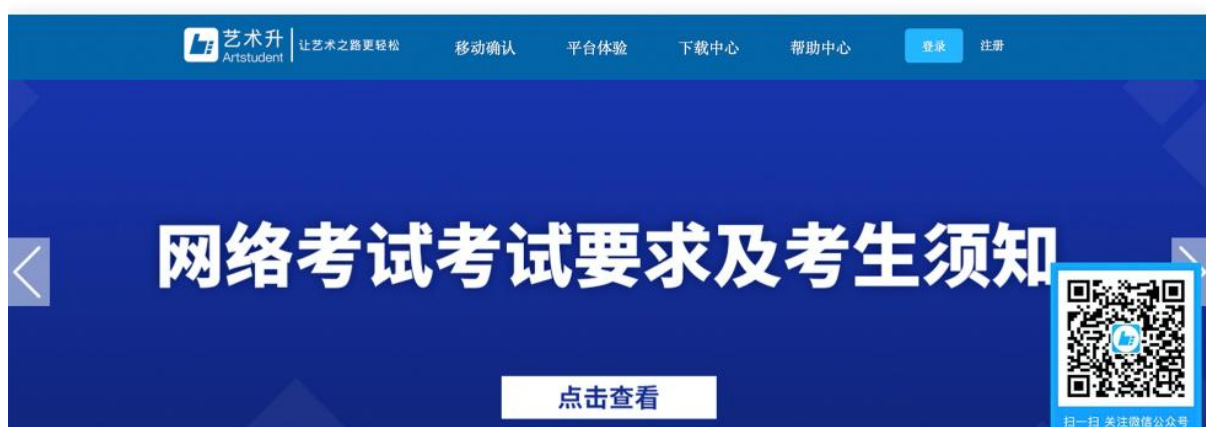 艺术升
Artstudent
让艺术之路更轻松
移动确认
平台体验
下载中心
帮助中心
登录
注册
网络考试考试要求及考生须知
点击查看
扫一扫 关注微信公众号